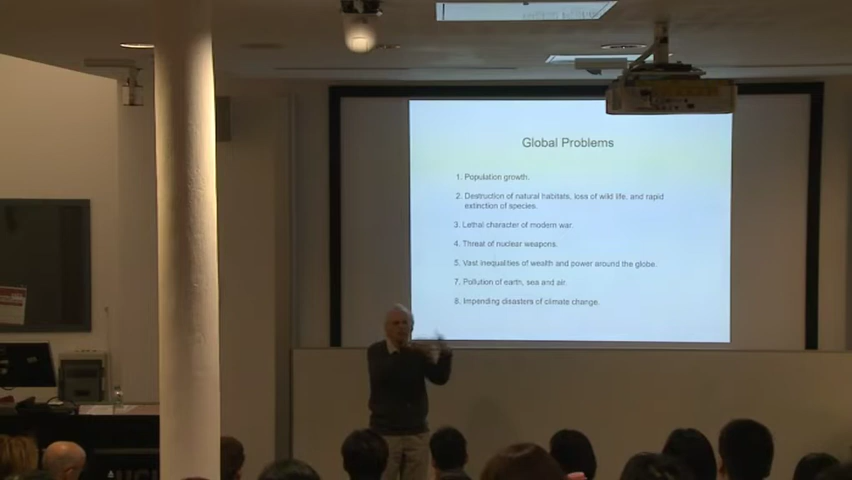 Global Problems
1. Population growth.
2. Destruction of natural habitats, loss of wild life, and rapid
extinction of species.
3. Lethal character of modern war.
4. Threat of nuclear weapons.
5. Vast inequalities of wealth and power around the globe.
7. Pollution of earth, sea and air.
8. Impending disasters of climate change.